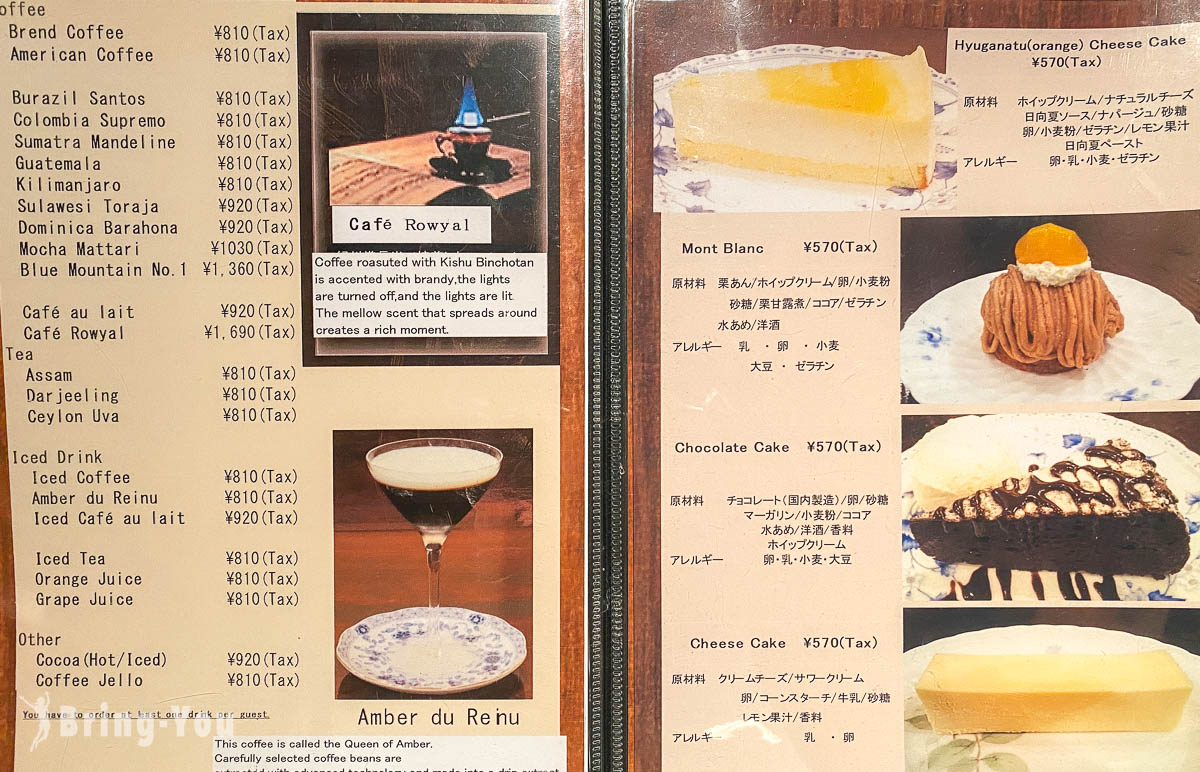 offee
Brend Coffee ¥810(Tax)
American Coffee ¥810(Tax)
Burazil Santos ¥810(Tax)
Colombia Supremo ¥810(Tax)
Sumatra Mandeline ¥810(Tax)
Guatemala ¥810(Tax)
Kilimanjaro ¥810(Tax)
Sulawesi Toraja ¥920(Tax)
Dominica Barahona ¥920(Tax)
Mocha Mattari ¥1030(Tax)
Blue Mountain No.1 ¥1,360(Tax)
Café au lait ¥920(Tax)
Café Rowyal ¥1,690(Tax)
Tea
Assam ¥810(Tax)
Darjeeling ¥810(Tax)
Ceylon Uva ¥810(Tax)
Iced Drink
Iced Coffee ¥810(Tax)
Amber du Reinu ¥810(Tax)
Iced Café au lait ¥920(Tax)
Iced Tea ¥810(Tax)
Orange Juice ¥810(Tax)
Grape Juice ¥810(Tax)
Other
Cocoa(Hot/Iced) ¥920(Tax)
Coffee Jello ¥810(Tax)
You have to order at least one drink per guest.
Café Rowyal
Coffee roasuted with Kishu Binchotan
is accented with brandy,the lights
are turned off,and the lights are lit
The mellow scent that spreads around
creates a rich moment.
Amber du Reinu
This coffee is called the Queen of Amber.
Carefully selected coffee beans are
Hyuganatu(orange) Cheese Cake
¥570(Tax)
原材料 ホイップクリーム/ナチュラルチーズ
日向夏ソース/ナパージュ/砂糖
卵/小麦粉/ゼラチン/レモン果汁
日向夏ペースト
アレルギー 卵・乳・小麦・ゼラチン
Mont Blanc ¥570(Tax)
原材料 栗あん/ホイップクリーム/卵/小麦粉
砂糖/栗甘露煮/ココア/ゼラチン
水あめ/洋酒
アレルギー 乳 ・ 卵 ・ 小麦
大豆 ・ ゼラチン
Chocolate Cake ¥570(Tax)
原材料 チョコレート(国内製造)/卵/砂糖
マーガリン/小麦粉/ココア
水あめ/洋酒/香料
ホイップクリーム
アレルギー 卵・乳・小麦・大豆
Cheese Cake ¥570(Tax)
原材料 クリームチーズ/サワークリーム
卵/コーンスターチ/牛乳/砂糖
レモン果汁/香料
アレルギー 乳 ・ 卵